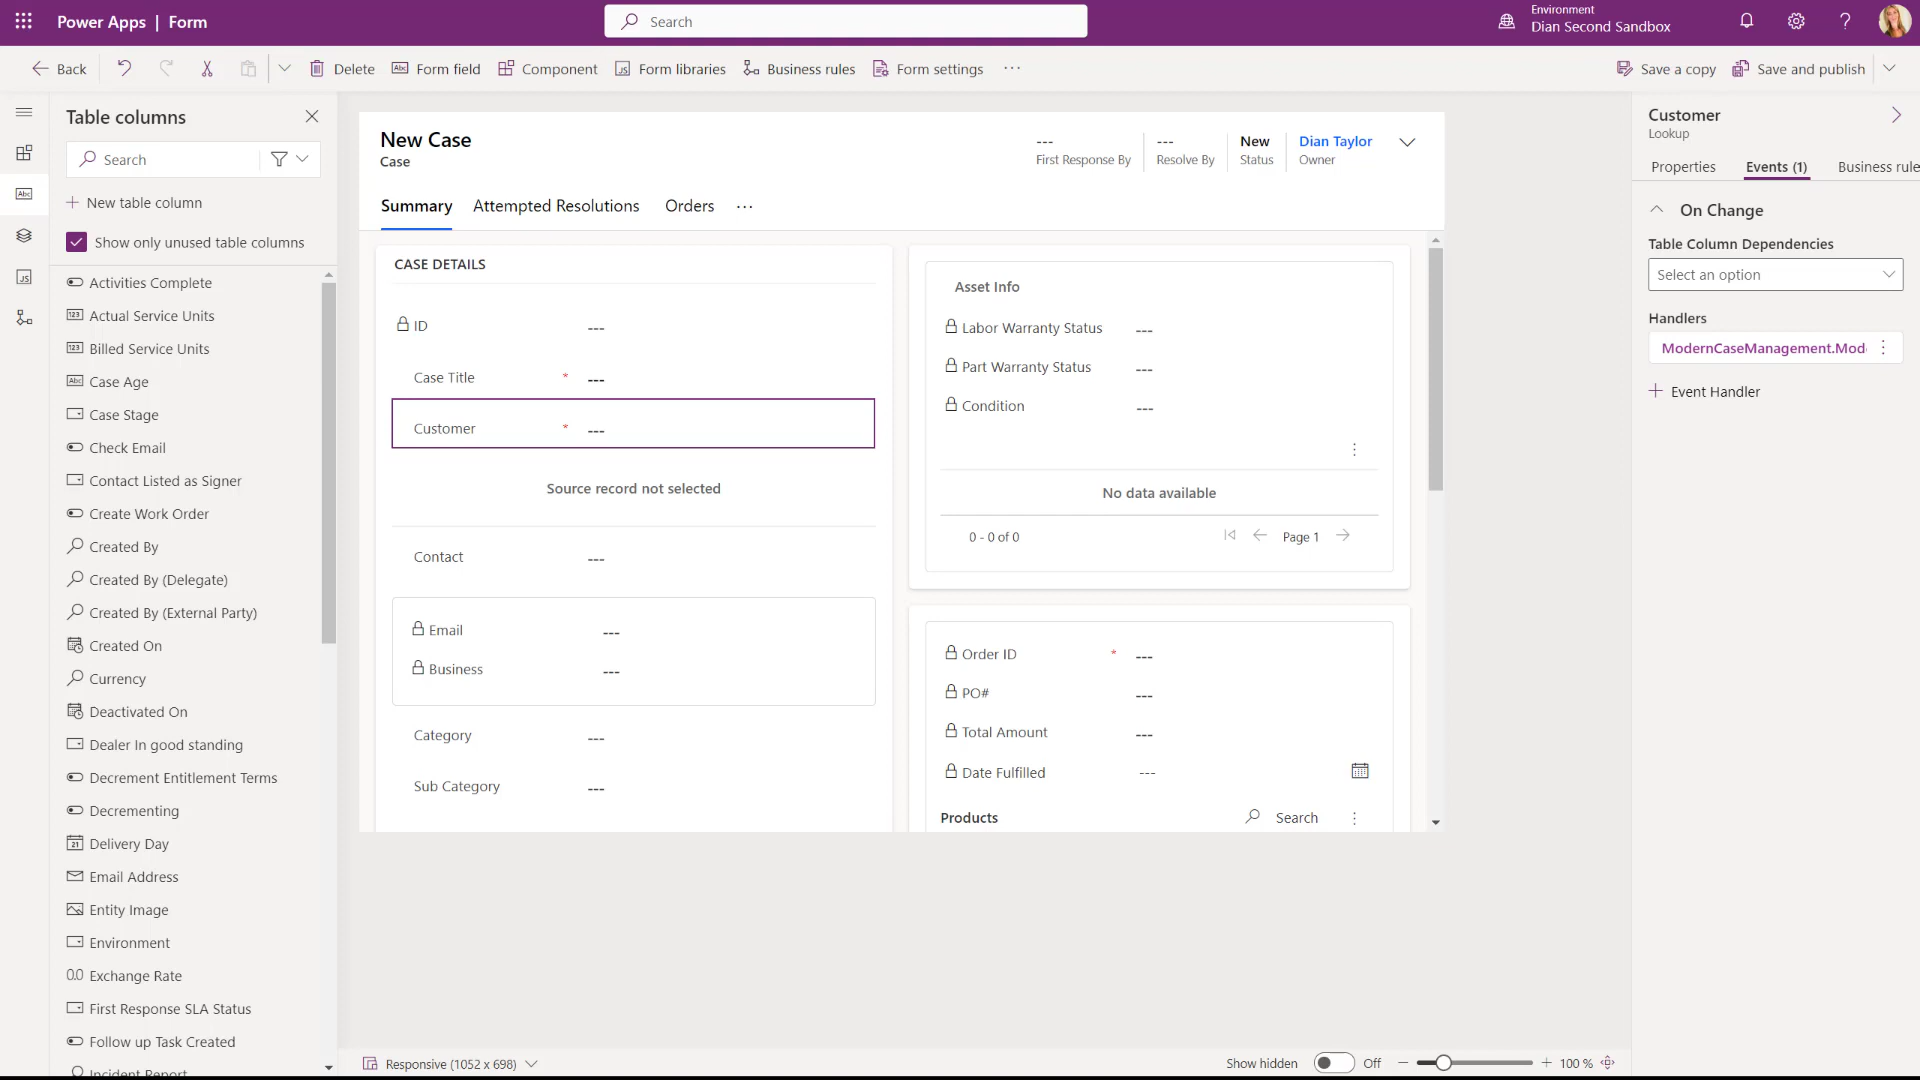 Power Apps | Form
Search
Environment
Dian Second Sandbox
Back
Delete
Form field
Component
Form libraries
Business rules
Form settings
Save a copy
Save and publish
Table columns
Search
New table column
Show only unused table columns
Activities Complete
Actual Service Units
Billed Service Units
Case Age
Case Stage
Check Email
Contact Listed as Signer
Create Work Order
Created By
Created By (Delegate)
Created By (External Party)
Created On
Currency
Deactivated On
Dealer In good standing
Decrement Entitlement Terms
Decrementing
Delivery Day
Email Address
Entity Image
Environment
Exchange Rate
First Response SLA Status
Follow up Task Created
Incident Report
New Case
Case
---
First Response By
---
Resolve By
New
Status
Dian Taylor
Owner
Summary
Attempted Resolutions
Orders
CASE DETAILS
ID ---
Case Title * ---
Customer * ---
Source record not selected
Contact ---
Email ---
Business ---
Category ---
Sub Category ---
Asset Info
Labor Warranty Status ---
Part Warranty Status ---
Condition ---
No data available
0 - 0 of 0
Page 1
Order ID * ---
PO# ---
Total Amount ---
Date Fulfilled ---
Products
Search
Responsive (1052 x 698)
Show hidden
Off
100 %
Customer
Lookup
Properties
Events (1)
Business rule
On Change
Table Column Dependencies
Select an option
Handlers
ModernCaseManagement.Mod
Event Handler